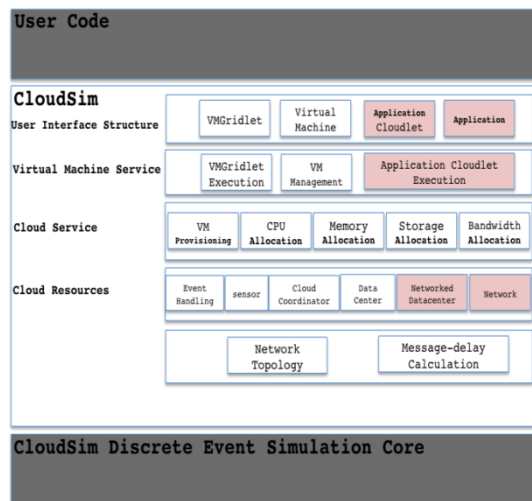 User Code
CloudSim
User Interface Structure
VMGridlet
Virtual
Machine
Application
Cloudlet
Application
Virtual Machine Service
VMGridlet
Execution
VM
Management
Application Cloudlet
Execution
Cloud Service
VM
Provisioning
CPU
Allocation
Memory
Allocation
Storage
Allocation
Bandwidth
Allocation
Cloud Resources
Event
Handling
sensor
Cloud
Coordinator
Data
Center
Networked
Datacenter
Network
Network
Topology
Message-delay
Calculation
CloudSim Discrete Event Simulation Core